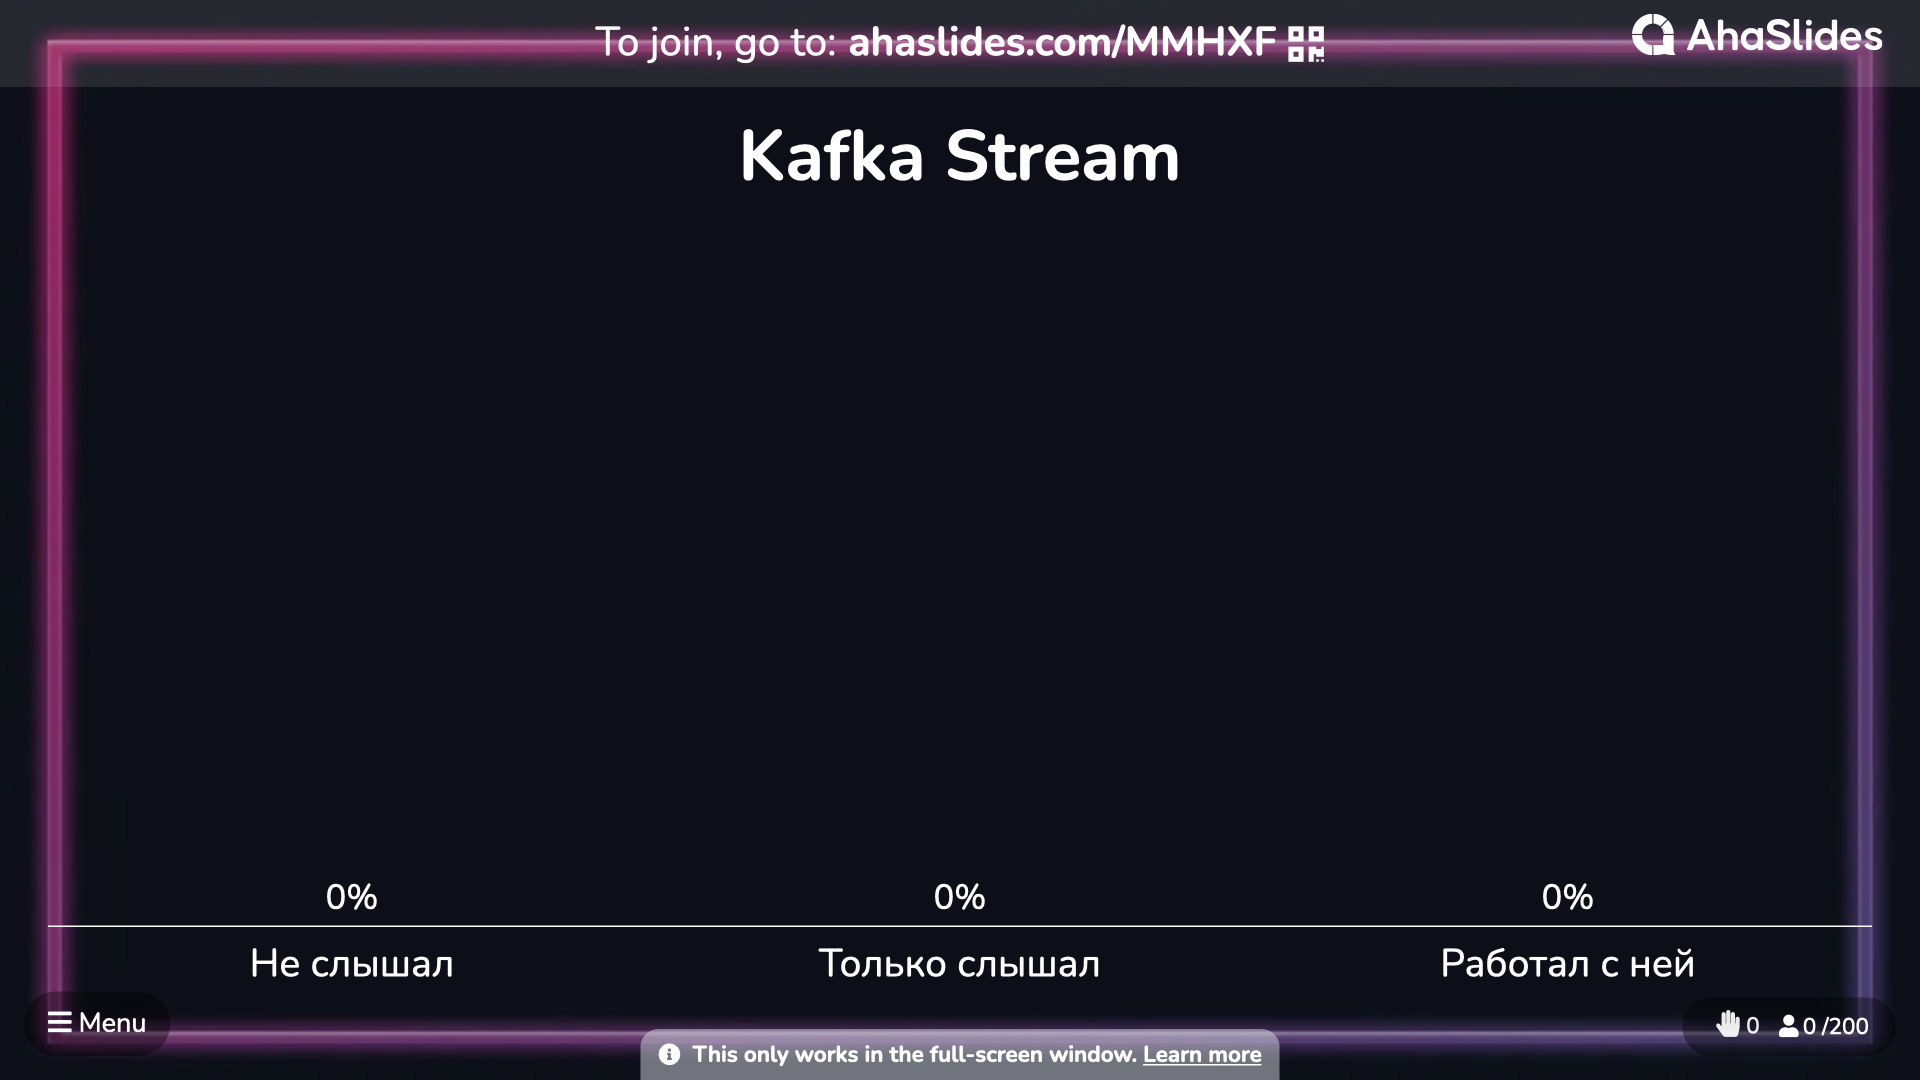 To join, go to: ahaslides.com/MMHXF
AhaSlides
Kafka Stream
0%
0%
0%
Не слышал
Только слышал
Работал с ней
Menu
0
0 /200
This only works in the full-screen window. Learn more